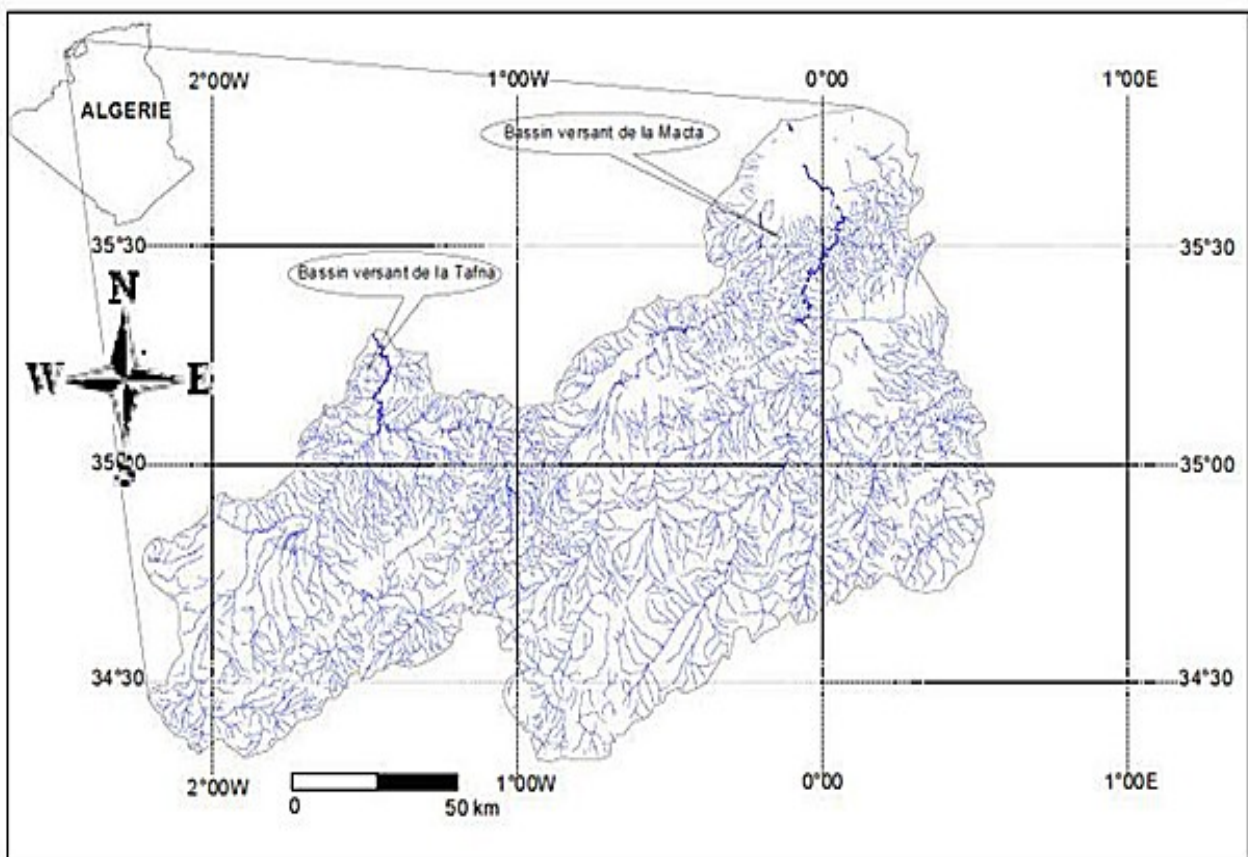 ALGERIE
2°00W
1°00W
0°00
1°00E
Bassin versant de la Macta
35°30
35°30
Bassin versant de la Tafna
N
W
E
S
35°00
35°00
34°30
34°30
2°00W
1°00W
0°00
1°00E
0
50 km